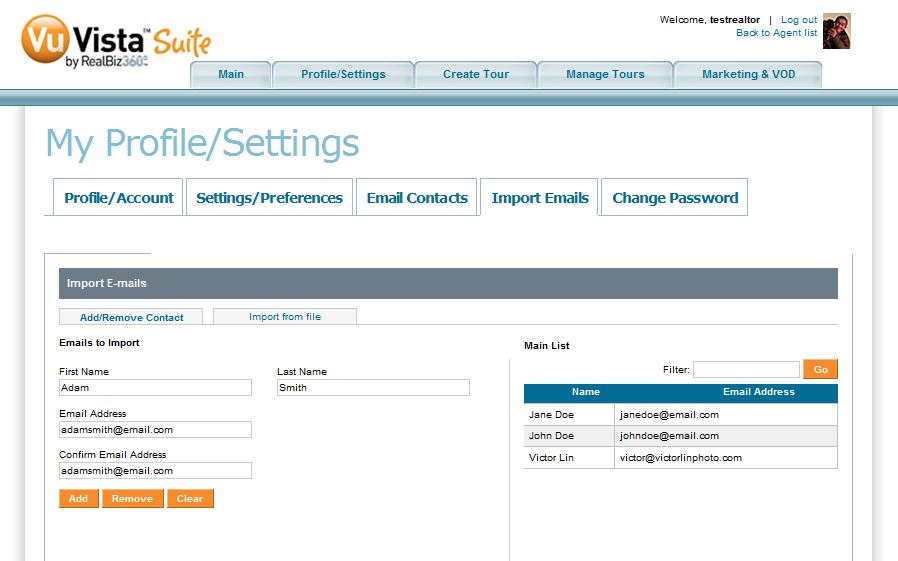 Vu Vista™ Suite
by RealBiz360
Welcome, testrealtor | Log out
Back to Agent list
Main Profile/Settings Create Tour Manage Tours Marketing & VOD
My Profile/Settings
Profile/Account Settings/Preferences Email Contacts Import Emails Change Password
Import E-mails
Add/Remove Contact Import from file
Emails to Import
First Name Last Name
Adam Smith
Email Address
adamsmith@email.com
Confirm Email Address
adamsmith@email.com
Add Remove Clear
Main List
Filter: Go
Name Email Address
Jane Doe janedoe@email.com
John Doe johndoe@email.com
Victor Lin victor@victorlinphoto.com